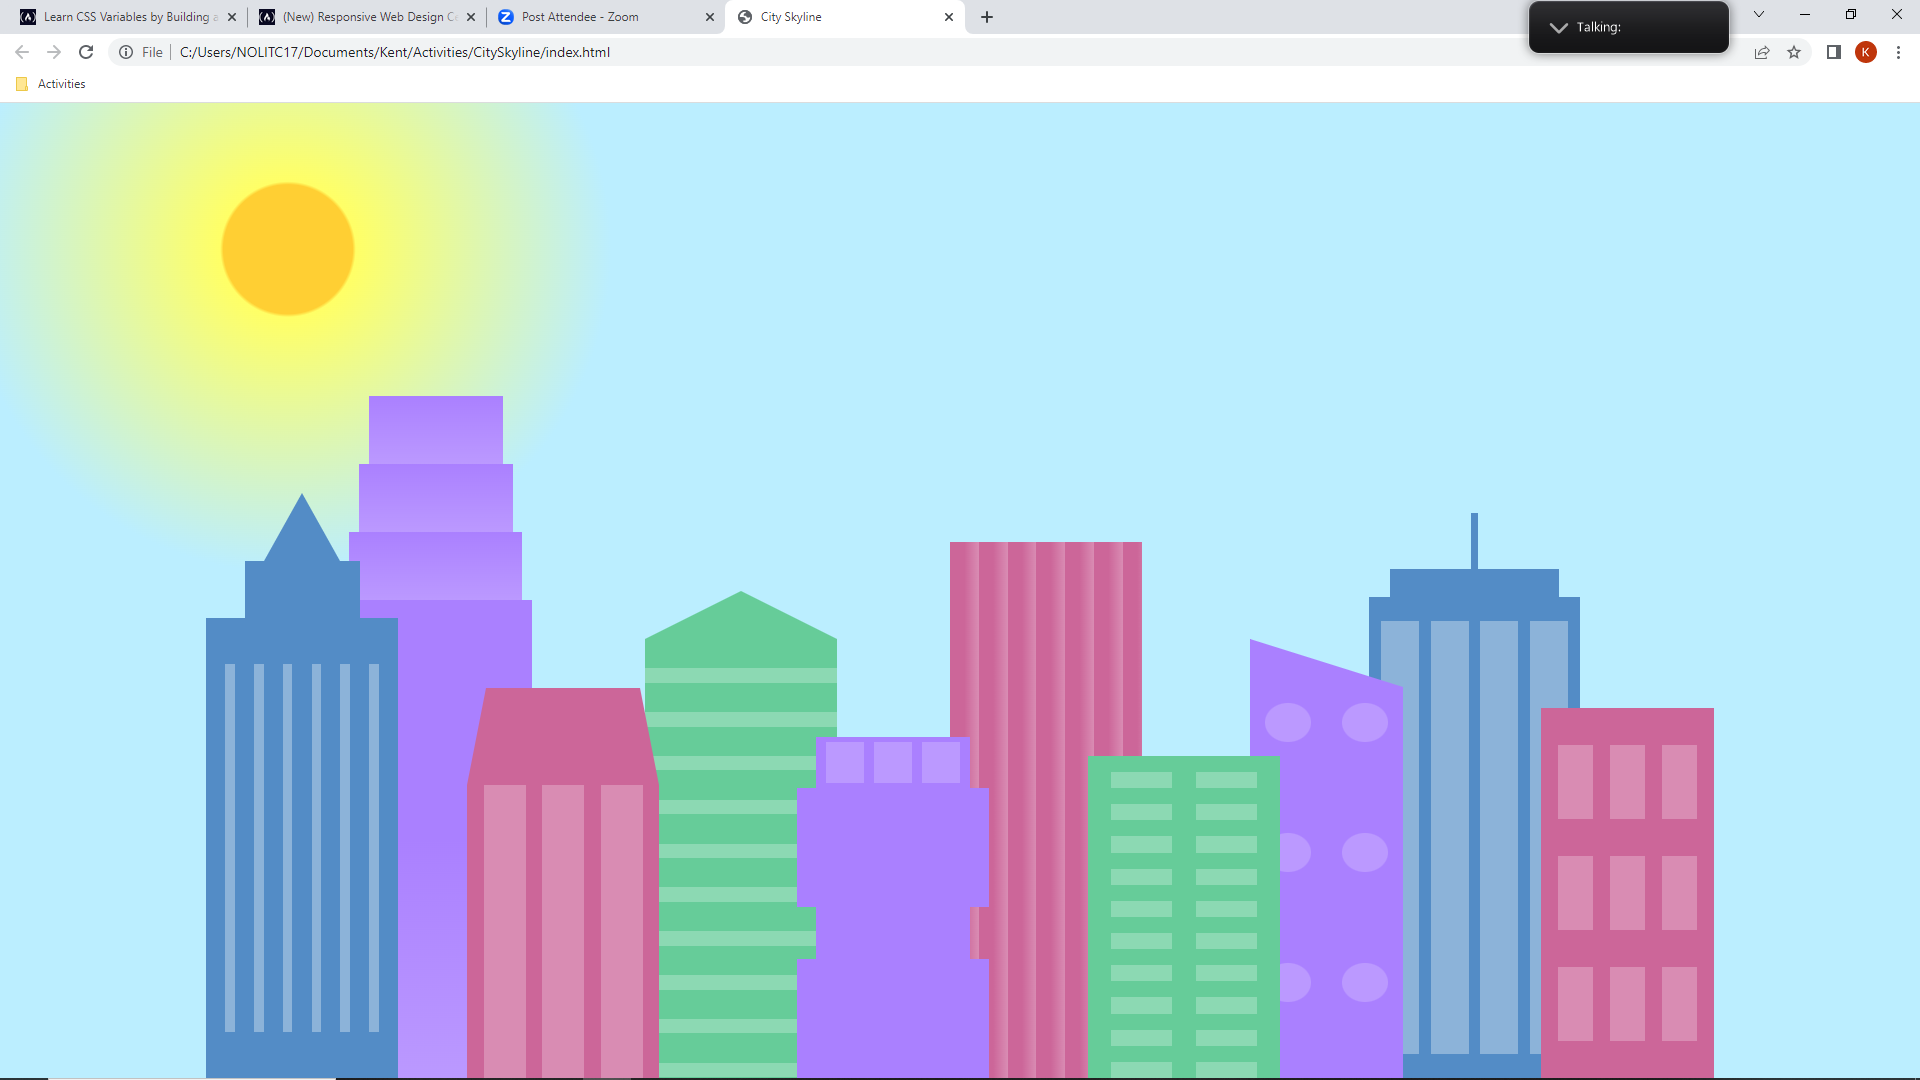 Learn CSS Variables by Building a
(New) Responsive Web Design Ce
Post Attendee - Zoom
City Skyline
Talking:
File
C:/Users/NOLITC17/Documents/Kent/Activities/CitySkyline/index.html
K
Activities